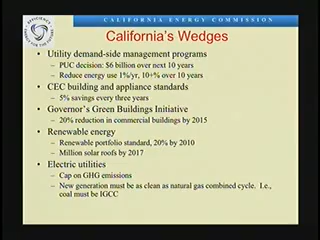 CALIFORNIA ENERGY COMMISSION
California's Wedges
• Utility demand-side management programs
– PUC decision: $6 billion over next 10 years
– Reduce energy use 1%/yr, 10+% over 10 years
• CEC building and appliance standards
– 5% savings every three years
• Governor's Green Buildings Initiative
– 20% reduction in commercial buildings by 2015
• Renewable energy
– Renewable portfolio standard, 20% by 2010
– Million solar roofs by 2017
• Electric utilities
– Cap on GHG emissions
– New generation must be as clean as natural gas combined cycle. I.e.,
coal must be IGCC